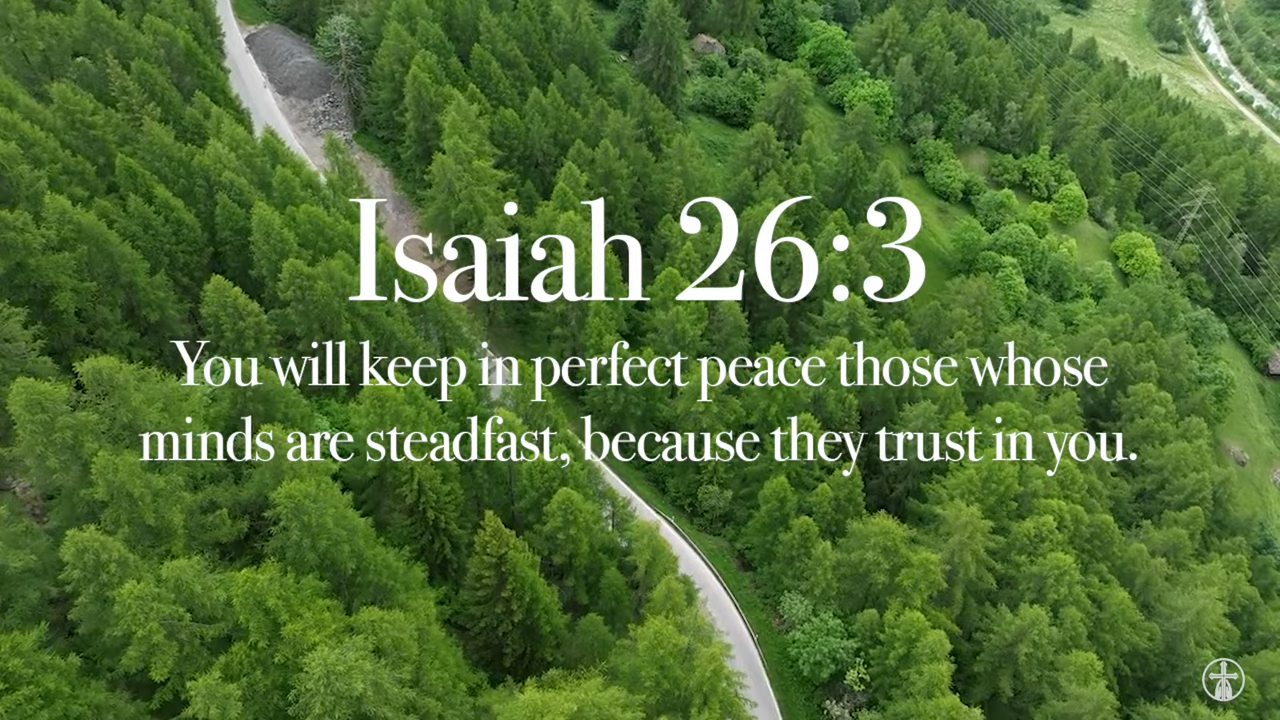 Isaiah 26:3
You will keep in perfect peace those whose
minds are steadfast, because they trust in you.